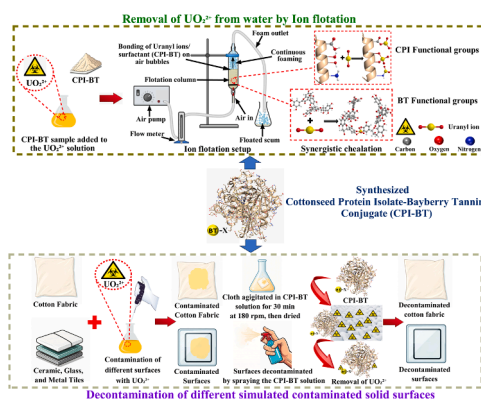 Removal of UO₂²⁺ from water by Ion flotation
Foam outlet
Bonding of Uranyl ions/
surfactant (CPI-BT) on
air bubbles
Continuous
foaming
CPI Functional groups
UO₂²⁺
CPI-BT
Flotation column
BT Functional groups
Air pump
Air in
Flow meter
Floated scum
CPI-BT sample added to
the UO₂²⁺ solution
Ion flotation setup
Synergistic chealation
Uranyl ion
Carbon
Oxygen
Nitrogen
Synthesized
Cottonseed Protein Isolate-Bayberry Tannin
Conjugate (CPI-BT)
BT -X
UO₂²⁺
Cotton Fabric
Contaminated
Cotton Fabric
Cloth agitgated in CPI-BT
solution for 30 min
at 180 rpm, then dried
CPI-BT
Decontaminated
cotton fabric
Ceramic, Glass,
and Metal Tiles
Contamination of
different surfaces
with UO₂²⁺
Contaminated
Surfaces
Surfaces decontaminated
by spraying the CPI-BT solution
Removal of UO₂²⁺
Decontaminated
surfaces
Decontamination of different simulated contaminated solid surfaces